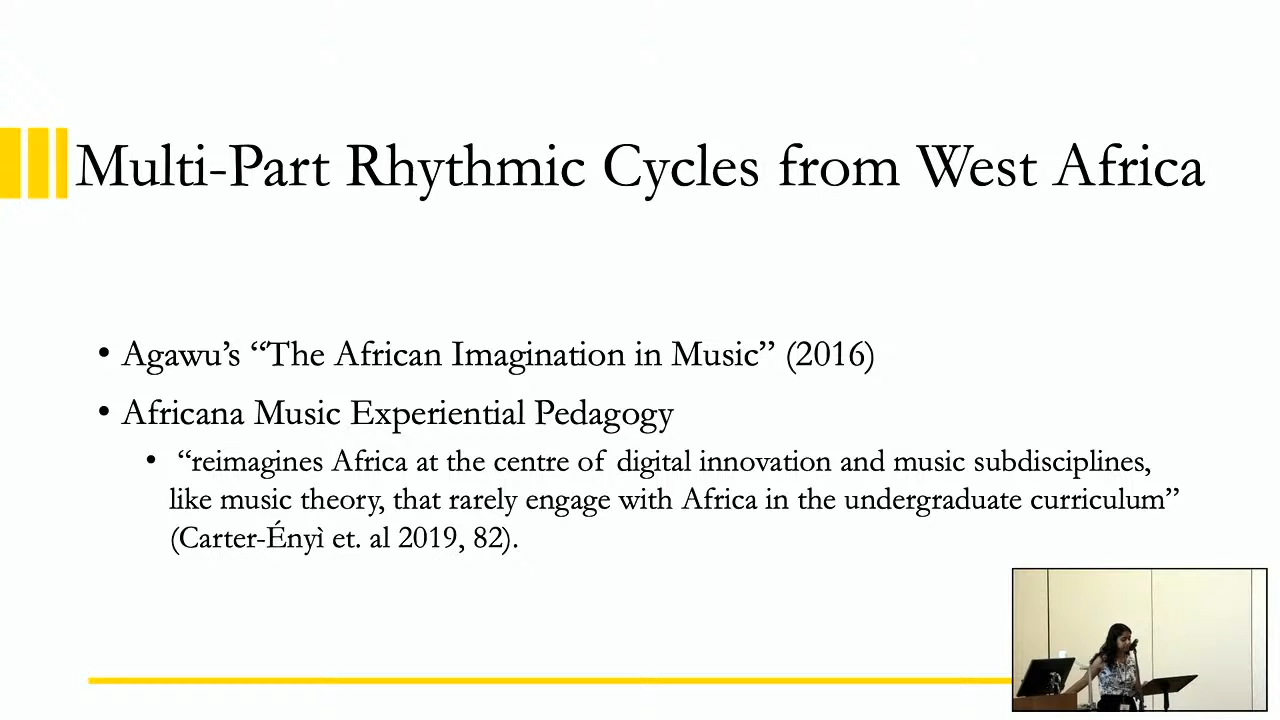 Multi-Part Rhythmic Cycles from West Africa
• Agawu’s “The African Imagination in Music” (2016)
• Africana Music Experiential Pedagogy
• “reimagines Africa at the centre of digital innovation and music subdisciplines,
like music theory, that rarely engage with Africa in the undergraduate curriculum”
(Carter-Ényì et. al 2019, 82).